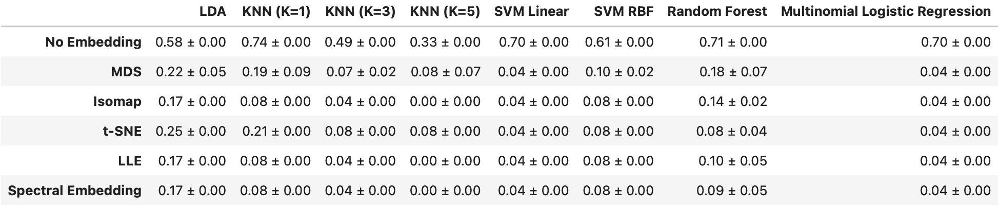 LDA KNN (K=1) KNN (K=3) KNN (K=5) SVM Linear SVM RBF Random Forest Multinomial Logistic Regression
No Embedding 0.58 ± 0.00 0.74 ± 0.00 0.49 ± 0.00 0.33 ± 0.00 0.70 ± 0.00 0.61 ± 0.00 0.71 ± 0.00 0.70 ± 0.00
MDS 0.22 ± 0.05 0.19 ± 0.09 0.07 ± 0.02 0.08 ± 0.07 0.04 ± 0.00 0.10 ± 0.02 0.18 ± 0.07 0.04 ± 0.00
Isomap 0.17 ± 0.00 0.08 ± 0.00 0.04 ± 0.00 0.00 ± 0.00 0.04 ± 0.00 0.08 ± 0.00 0.14 ± 0.02 0.04 ± 0.00
t-SNE 0.25 ± 0.00 0.21 ± 0.00 0.08 ± 0.00 0.08 ± 0.00 0.04 ± 0.00 0.08 ± 0.00 0.08 ± 0.04 0.04 ± 0.00
LLE 0.17 ± 0.00 0.08 ± 0.00 0.04 ± 0.00 0.00 ± 0.00 0.04 ± 0.00 0.08 ± 0.00 0.10 ± 0.05 0.04 ± 0.00
Spectral Embedding 0.17 ± 0.00 0.08 ± 0.00 0.04 ± 0.00 0.00 ± 0.00 0.04 ± 0.00 0.08 ± 0.00 0.09 ± 0.05 0.04 ± 0.00